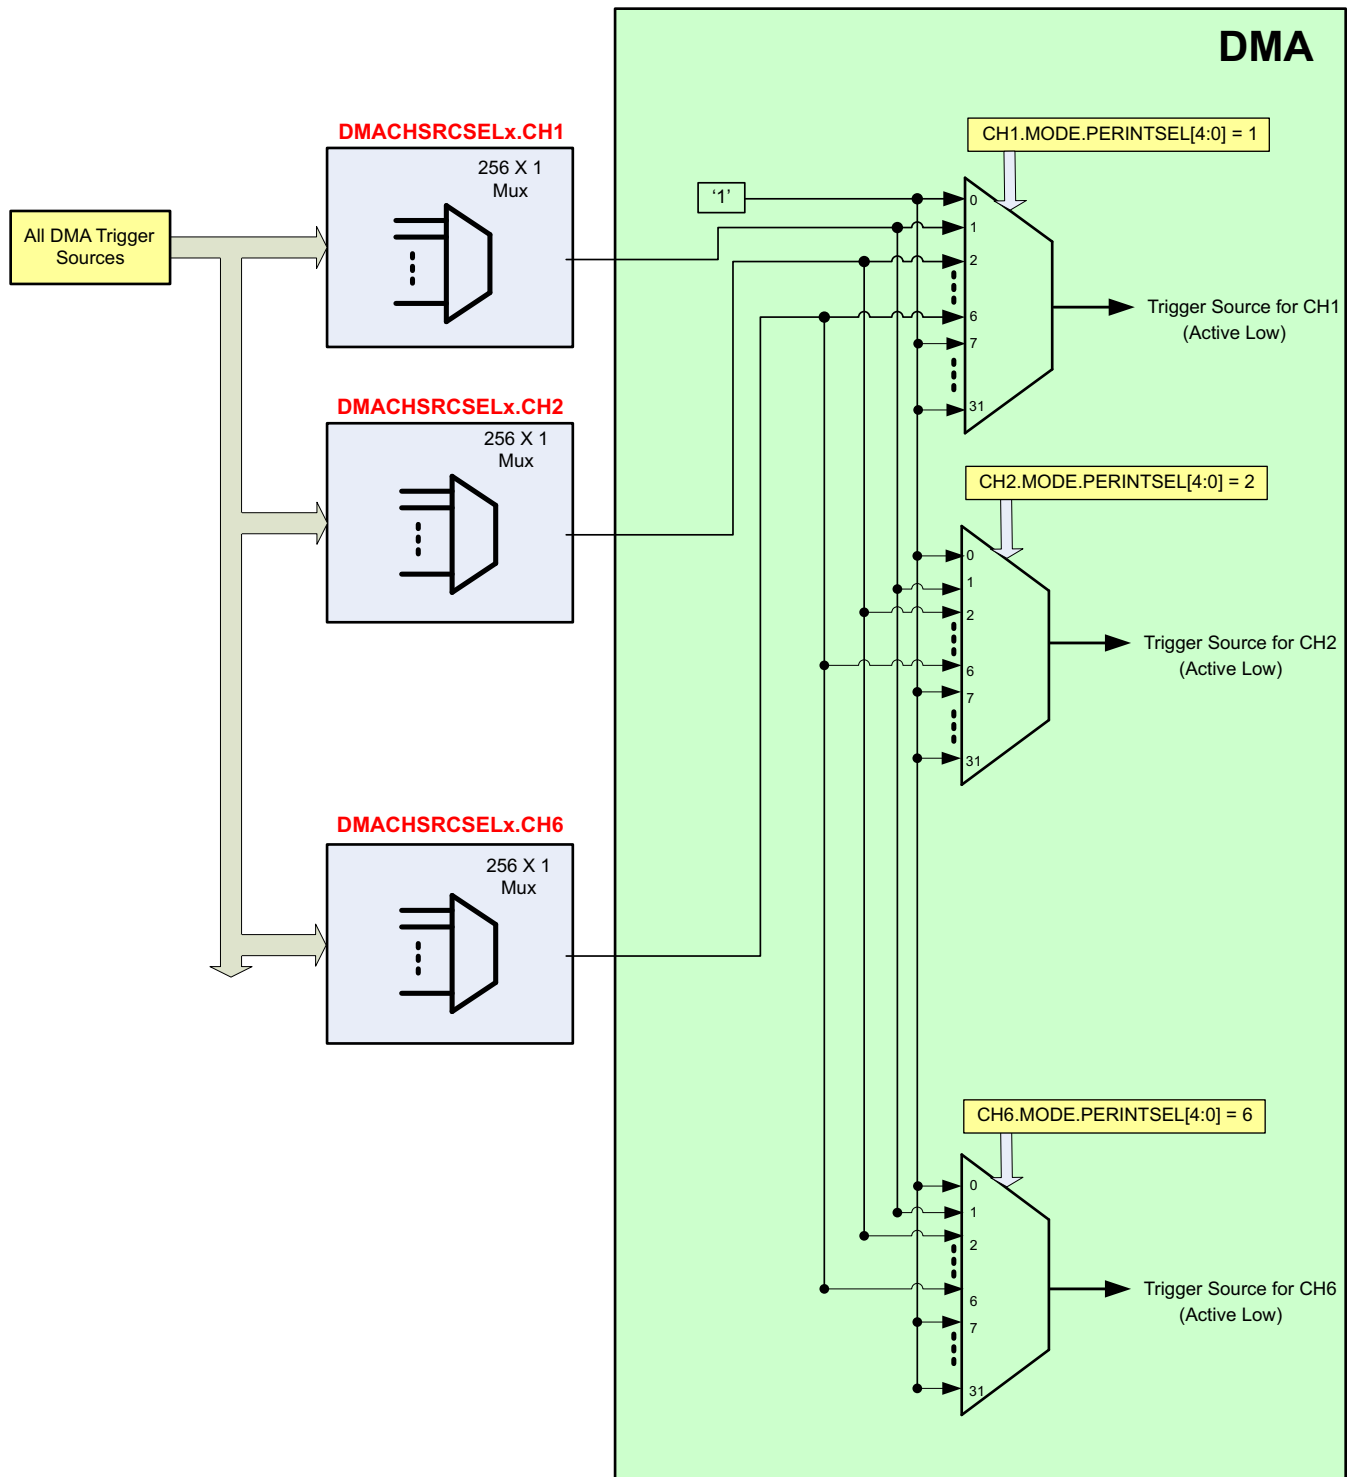 DMA
DMACHSRCSELx.CH1
256 X 1
Mux
All DMA Trigger
Sources
CH1.MODE.PERINTSEL[4:0] = 1
'1'
0
1
2
6
7
31
Trigger Source for CH1
(Active Low)
DMACHSRCSELx.CH2
256 X 1
Mux
CH2.MODE.PERINTSEL[4:0] = 2
0
1
2
6
7
31
Trigger Source for CH2
(Active Low)
DMACHSRCSELx.CH6
256 X 1
Mux
CH6.MODE.PERINTSEL[4:0] = 6
0
1
2
6
7
31
Trigger Source for CH6
(Active Low)